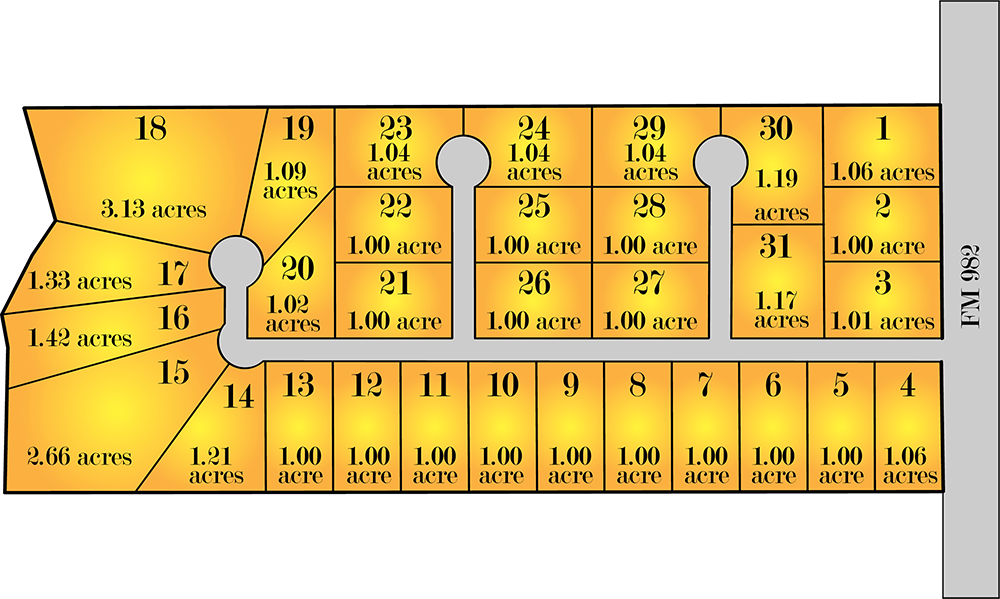 18
3.13 acres
19
1.09
acres
23
1.04
acres
24
1.04
acres
29
1.04
acres
30
1.19
acres
1
1.06 acres
22
1.00 acre
25
1.00 acre
28
1.00 acre
2
1.00 acre
17
1.33 acres
20
1.02
acres
21
1.00 acre
26
1.00 acre
27
1.00 acre
31
1.17
acres
3
1.01 acres
FM 982
16
1.42 acres
15
2.66 acres
14
1.21
acres
13
1.00
acre
12
1.00
acre
11
1.00
acre
10
1.00
acre
9
1.00
acre
8
1.00
acre
7
1.00
acre
6
1.00
acre
5
1.00
acre
4
1.06
acres